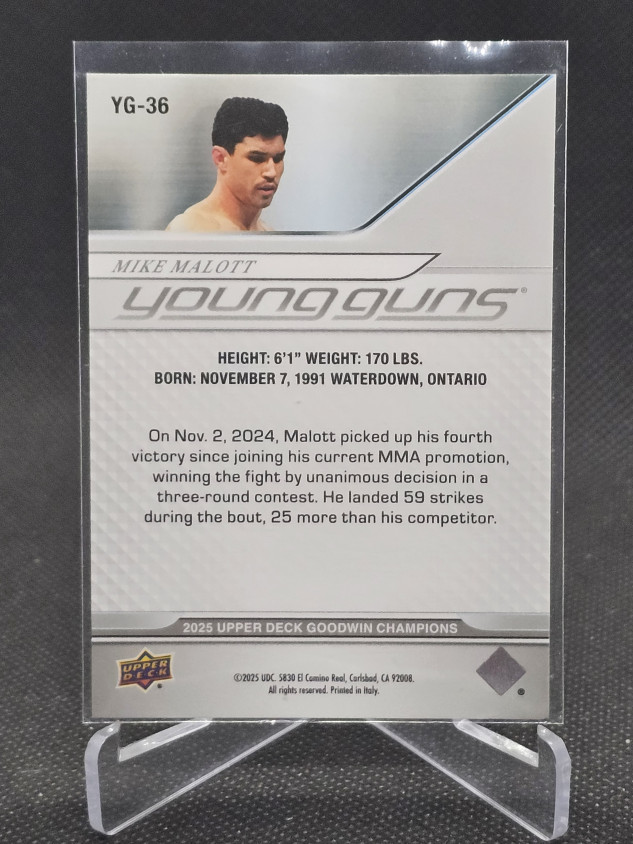 YG-36
MIKE MALOTT
young guns®
HEIGHT: 6'1" WEIGHT: 170 LBS.
BORN: NOVEMBER 7, 1991 WATERDOWN, ONTARIO
On Nov. 2, 2024, Malott picked up his fourth
victory since joining his current MMA promotion,
winning the fight by unanimous decision in a
three-round contest. He landed 59 strikes
during the bout, 25 more than his competitor.
2025 UPPER DECK GOODWIN CHAMPIONS
UPPER
DECK
®
©2025 UDC. 5830 El Camino Real, Carlsbad, CA 92008.
All rights reserved. Printed in Italy.
®